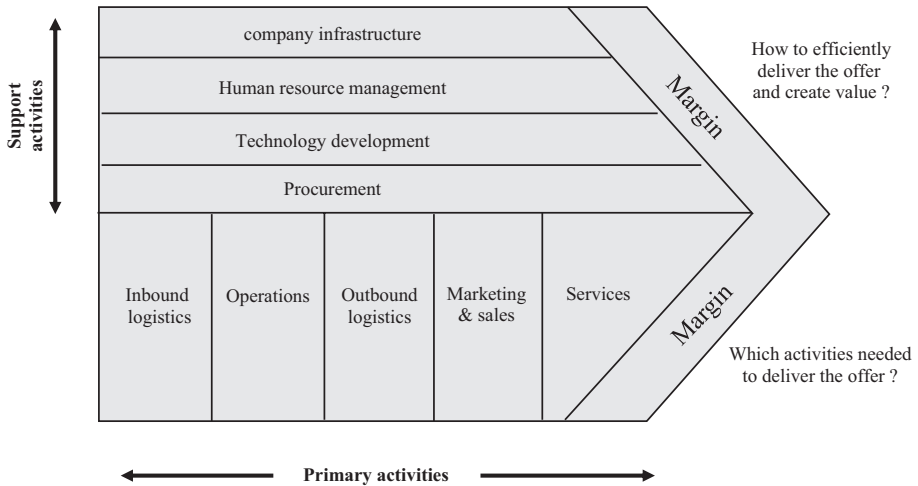 company infrastructure
Human resource management
Technology development
Procurement
Support
activities
Margin
How to efficiently
deliver the offer
and create value ?
Inbound
logistics
Operations
Outbound
logistics
Marketing
& sales
Services
Margin
Which activities needed
to deliver the offer ?
Primary activities